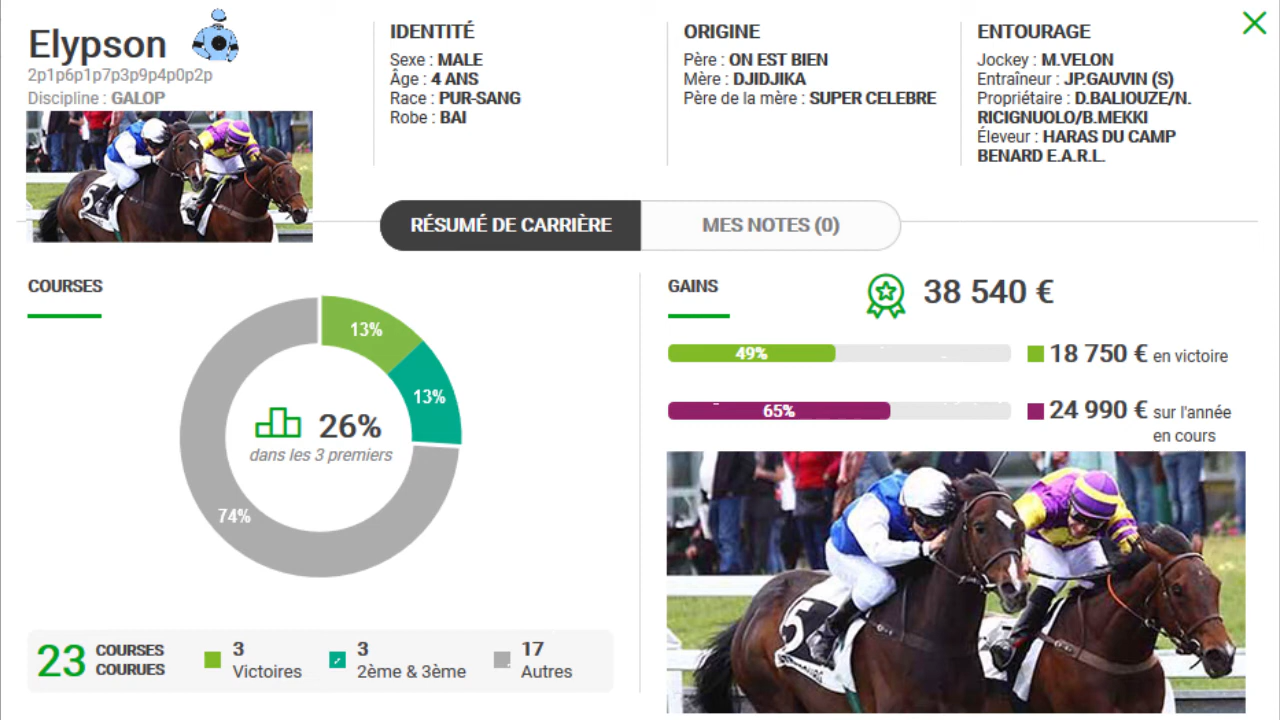 Elypson
2p1p6p1p7p3p9p4p0p2p
Discipline : GALOP
IDENTITÉ
Sexe : MALE
Âge : 4 ANS
Race : PUR-SANG
Robe : BAI
ORIGINE
Père : ON EST BIEN
Mère : DJIDJIKA
Père de la mère : SUPER CELEBRE
ENTOURAGE
Jockey : M.VELON
Entraîneur : JP.GAUVIN (S)
Propriétaire : D.BALIOUZE/N.
RICIGNUOLO/B.MEKKI
Éleveur : HARAS DU CAMP
BENARD E.A.R.L.
RÉSUMÉ DE CARRIÈRE
MES NOTES (0)
COURSES
13%
13%
26%
dans les 3 premiers
74%
23 COURSES
COURUES
3
Victoires
3
2ème & 3ème
17
Autres
GAINS
38 540 €
49%
18 750 € en victoire
65%
24 990 € sur l'année
en cours
5
5